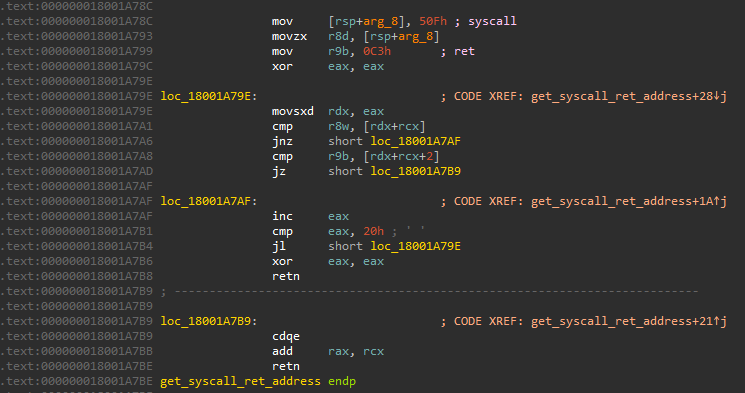 .text:000000018001A78C
.text:000000018001A78C mov [rsp+arg_8], 50Fh ; syscall
.text:000000018001A793 movzx r8d, [rsp+arg_8]
.text:000000018001A799 mov r9b, 0C3h ; ret
.text:000000018001A79C xor eax, eax
.text:000000018001A79E
.text:000000018001A79E loc_18001A79E: ; CODE XREF: get_syscall_ret_address+28↓j
.text:000000018001A79E movsxd rdx, eax
.text:000000018001A7A1 cmp r8w, [rdx+rcx]
.text:000000018001A7A6 jnz short loc_18001A7AF
.text:000000018001A7A8 cmp r9b, [rdx+rcx+2]
.text:000000018001A7AD jz short loc_18001A7B9
.text:000000018001A7AF
.text:000000018001A7AF loc_18001A7AF: ; CODE XREF: get_syscall_ret_address+1A↑j
.text:000000018001A7AF inc eax
.text:000000018001A7B1 cmp eax, 20h ; ' '
.text:000000018001A7B4 jl short loc_18001A79E
.text:000000018001A7B6 xor eax, eax
.text:000000018001A7B8 retn
.text:000000018001A7B9 ; ---------------------------------------------------------------------------
.text:000000018001A7B9
.text:000000018001A7B9 loc_18001A7B9: ; CODE XREF: get_syscall_ret_address+21↑j
.text:000000018001A7B9 cdqe
.text:000000018001A7BB add rax, rcx
.text:000000018001A7BE retn
.text:000000018001A7BE get_syscall_ret_address endp